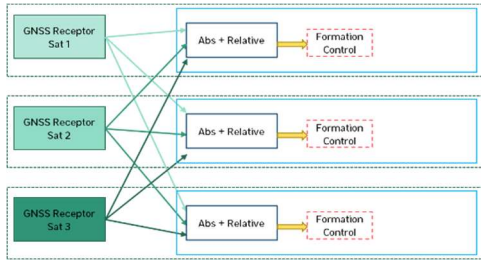 GNSS Receptor
Sat 1
Abs + Relative
Formation
Control
GNSS Receptor
Sat 2
Abs + Relative
Formation
Control
GNSS Receptor
Sat 3
Abs + Relative
Formation
Control